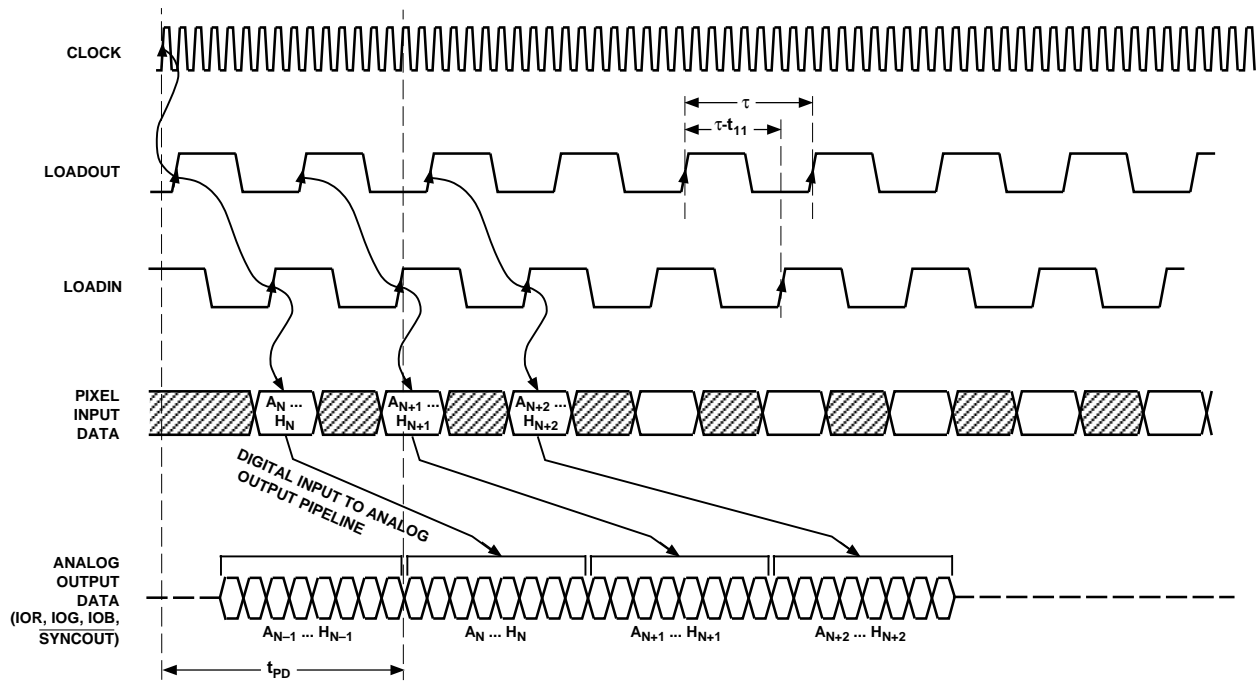 CLOCK
τ
τ-t11
LOADOUT
LOADIN
PIXEL
INPUT
DATA
AN ...
HN
AN+1 ...
HN+1
AN+2 ...
HN+2
DIGITAL INPUT TO ANALOG
OUTPUT PIPELINE
ANALOG
OUTPUT
DATA
(IOR, IOG, IOB,
SYNCOUT)
AN–1 ... HN–1
AN ... HN
AN+1 ... HN+1
AN+2 ... HN+2
tPD